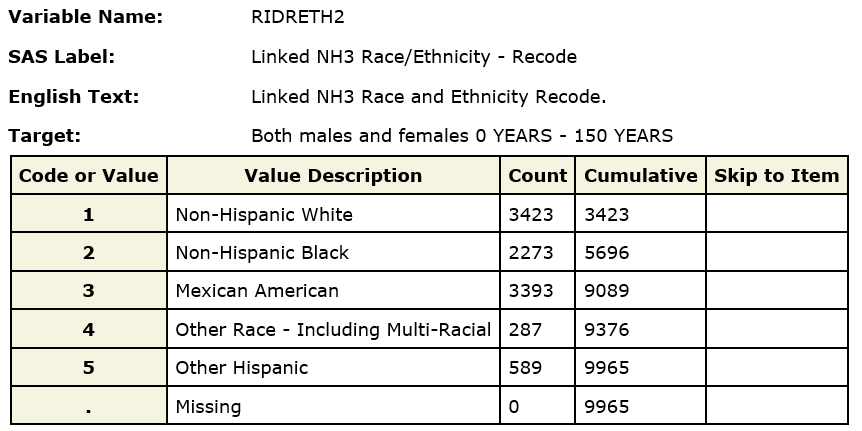 Variable Name: RIDRETH2
SAS Label: Linked NH3 Race/Ethnicity - Recode
English Text: Linked NH3 Race and Ethnicity Recode.
Target: Both males and females 0 YEARS - 150 YEARS
Code or Value Value Description Count Cumulative Skip to Item
1 Non-Hispanic White 3423 3423
2 Non-Hispanic Black 2273 5696
3 Mexican American 3393 9089
4 Other Race - Including Multi-Racial 287 9376
5 Other Hispanic 589 9965
. Missing 0 9965